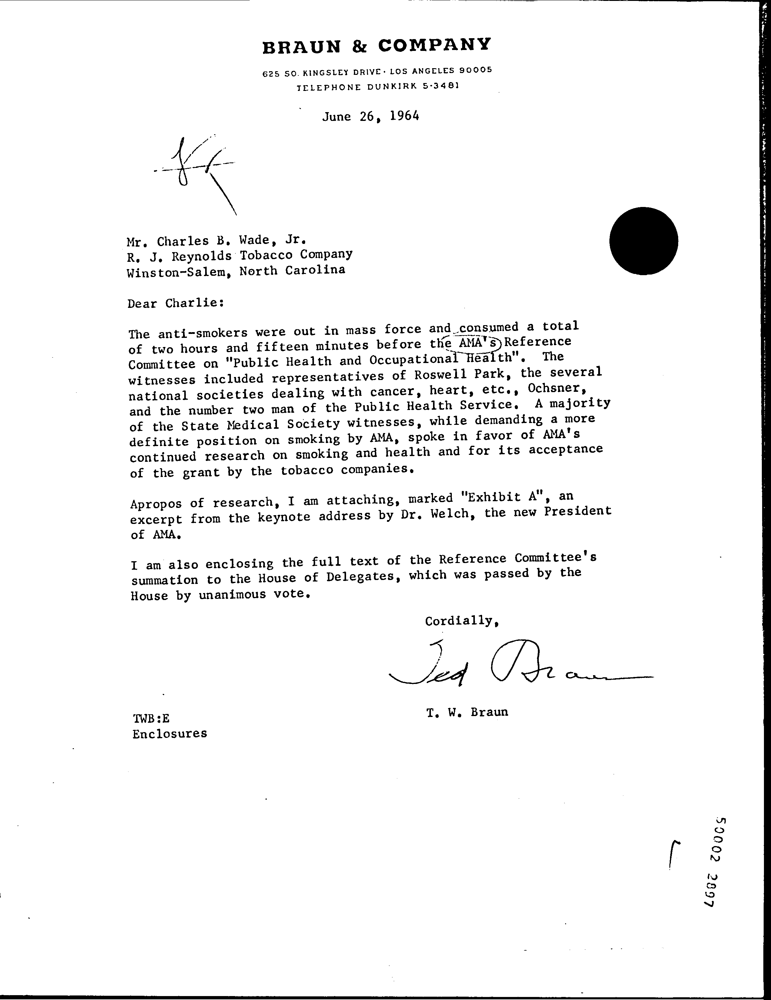 BRAUN & COMPANY
625 SO. KINGSLEY DRIVE · LOS ANGELES 90005
TELEPHONE DUNKIRK 5-3481
June 26, 1964
Mr. Charles B. Wade, Jr.
R. J. Reynolds Tobacco Company
Winston-Salem, North Carolina
Dear Charlie:
The anti-smokers were out in mass force and consumed a total
of two hours and fifteen minutes before the AMA's Reference
Committee on "Public Health and Occupational Health". The
witnesses included representatives of Roswell Park, the several
national societies dealing with cancer, heart, etc., Ochsner,
and the number two man of the Public Health Service. A majority
of the State Medical Society witnesses, while demanding a more
definite position on smoking by AMA, spoke in favor of AMA's
continued research on smoking and health and for its acceptance
of the grant by the tobacco companies.
Apropos of research, I am attaching, marked "Exhibit A", an
excerpt from the keynote address by Dr. Welch, the new President
of AMA.
I am also enclosing the full text of the Reference Committee's
summation to the House of Delegates, which was passed by the
House by unanimous vote.
Cordially,
Ted Braun
T. W. Braun
TWB:E
Enclosures
50002 2897